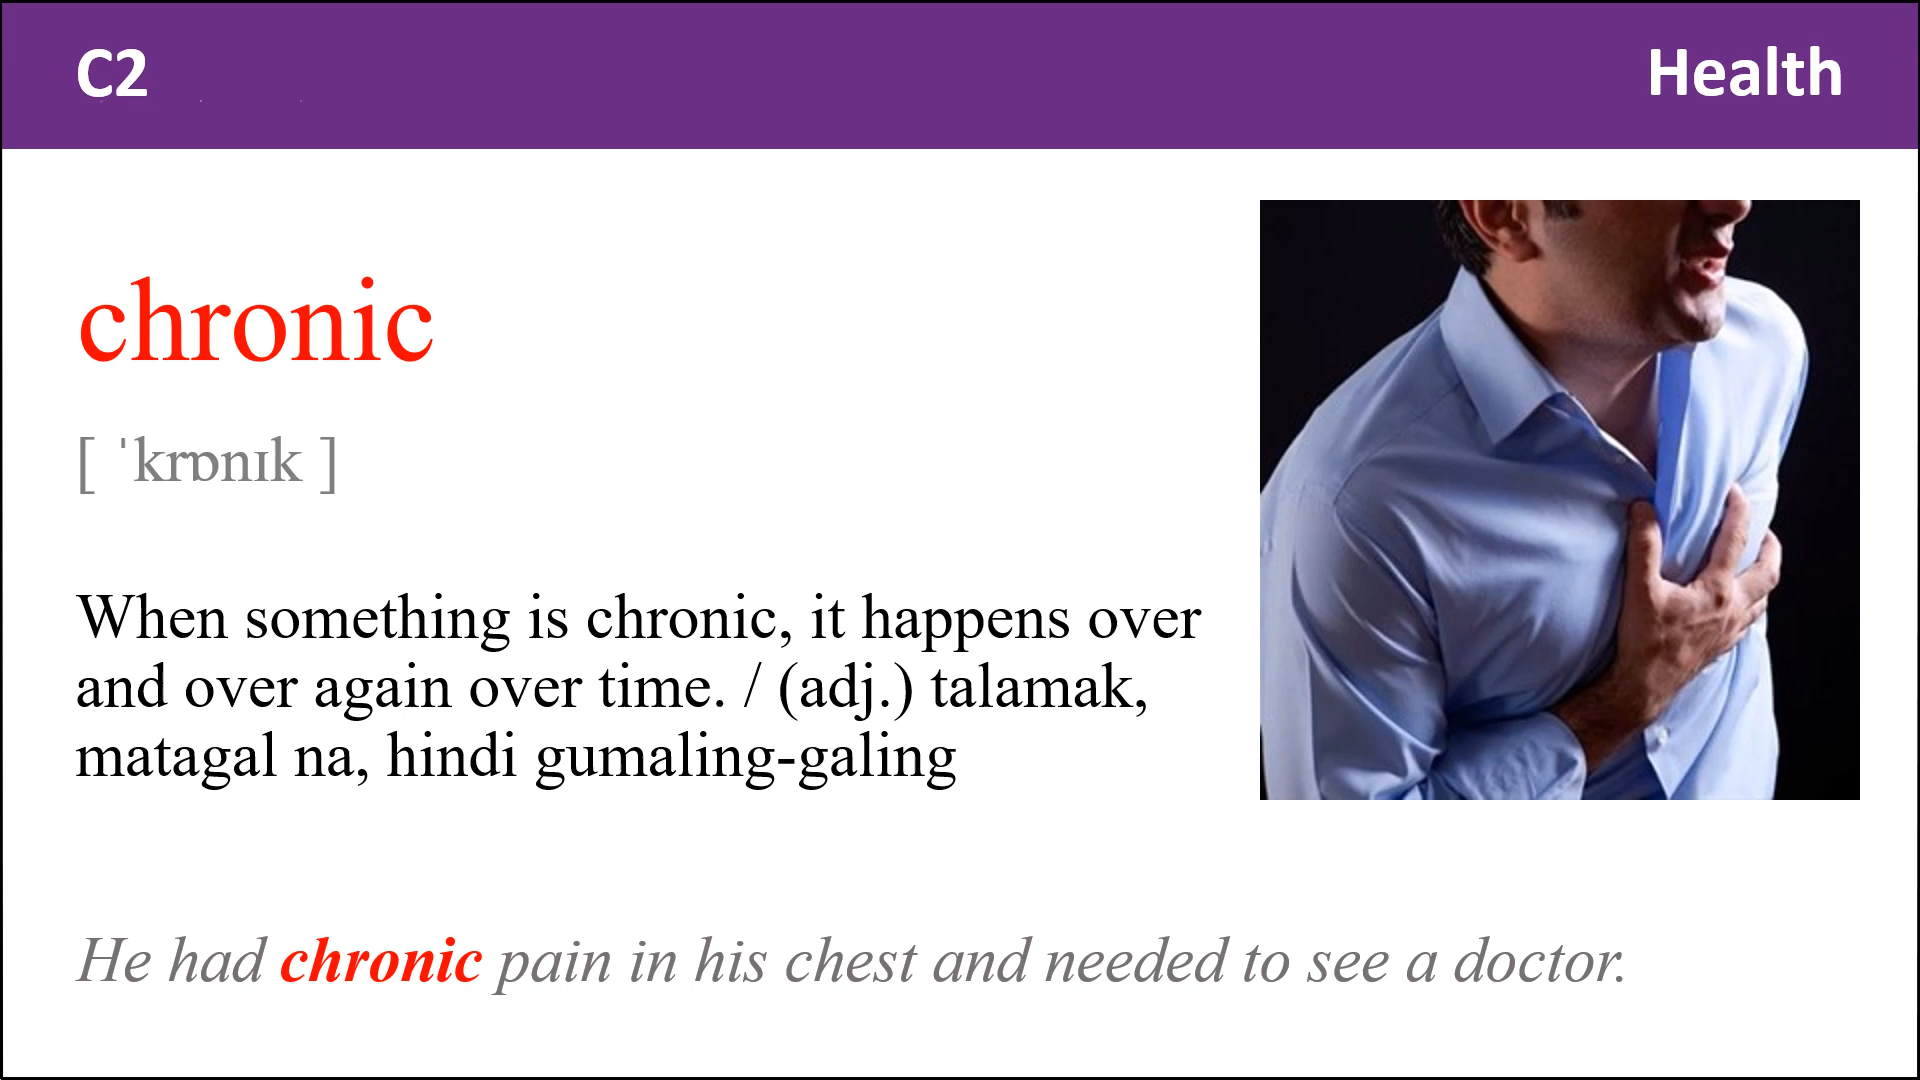 C2
Health
chronic
[ ˈkrɒnɪk ]
When something is chronic, it happens over
and over again over time. / (adj.) talamak,
matagal na, hindi gumaling-galing
He had chronic pain in his chest and needed to see a doctor.